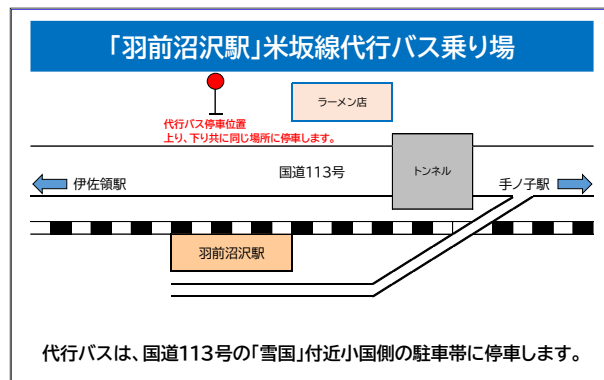 「羽前沼沢駅」米坂線代行バス乗り場
ラーメン店
代行バス停車位置
上り、下り共に同じ場所に停車します。
国道113号
トンネル
伊佐領駅
手ノ子駅
羽前沼沢駅
代行バスは、国道113号の「雪国」付近小国側の駐車帯に停車します。